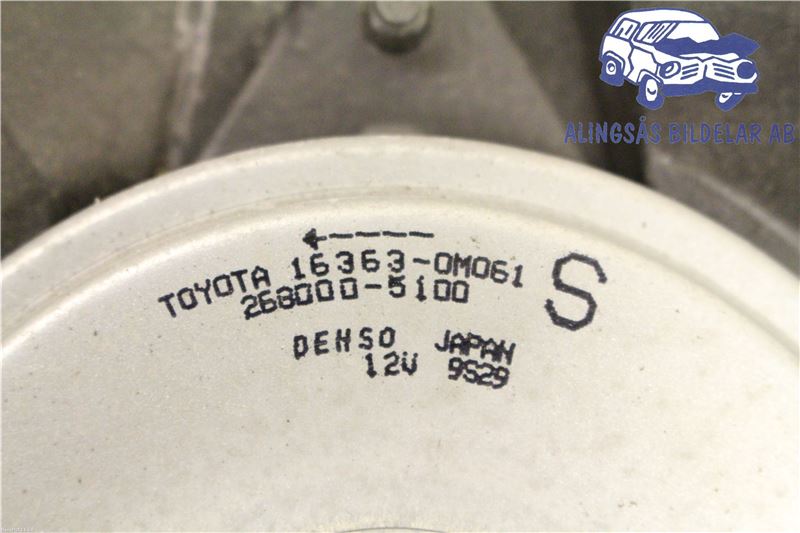 ALINGSÅS BILDELAR AB
TOYOTA 16363-0M061
268000-5100
S
DENSO JAPAN
12V 9S29